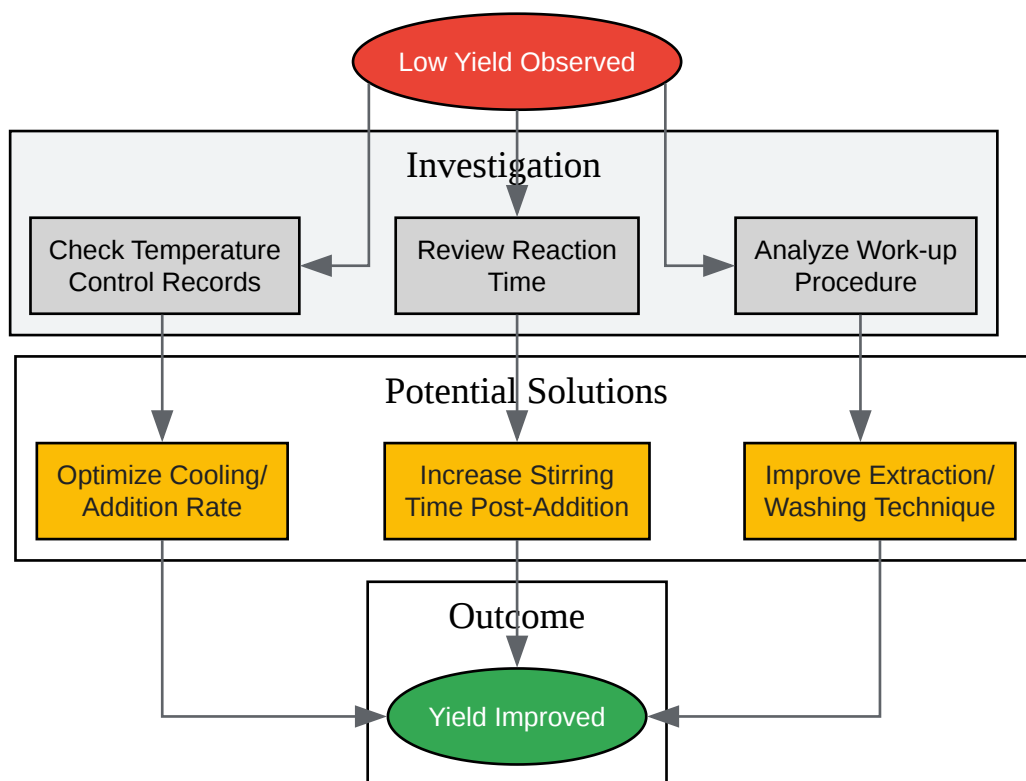 Low Yield Observed
Investigation
Check Temperature
Control Records
Review Reaction
Time
Analyze Work-up
Procedure
Potential Solutions
Optimize Cooling/
Addition Rate
Increase Stirring
Time Post-Addition
Improve Extraction/
Washing Technique
Outcome
Yield Improved